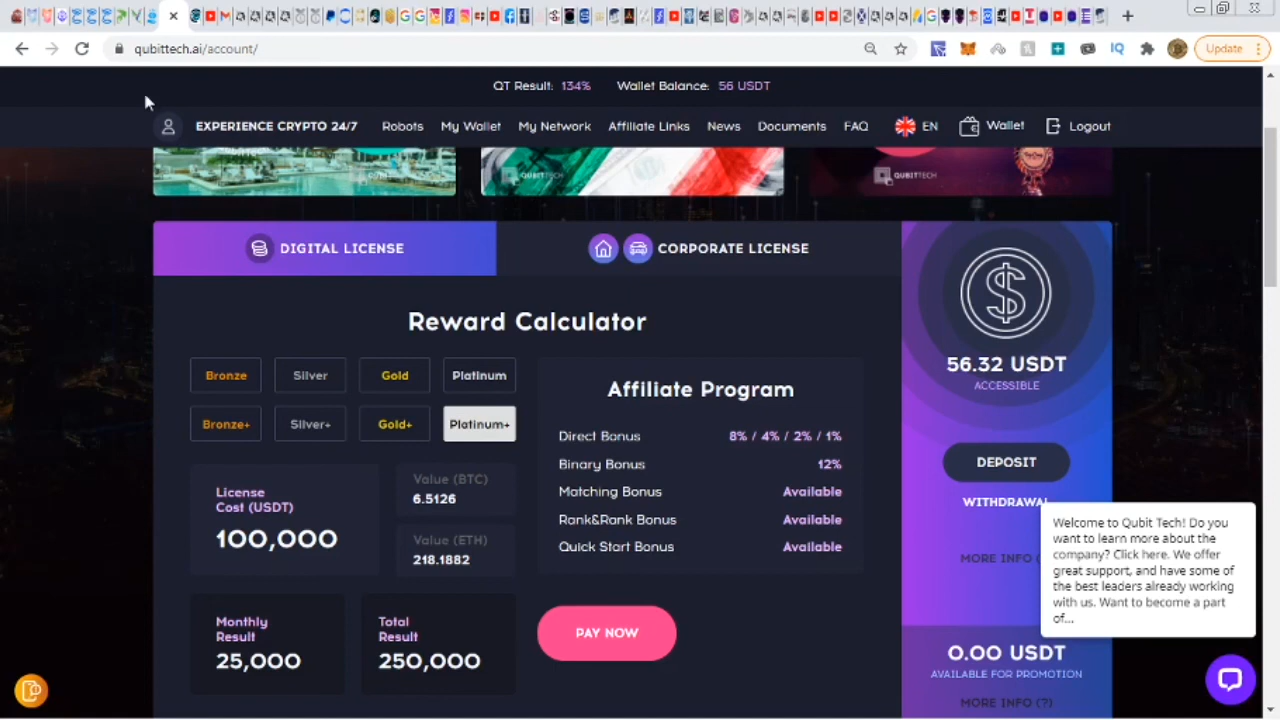 qubittech.ai/account/
Update
QT Result: 134% Wallet Balance: 56 USDT
EXPERIENCE CRYPTO 24/7 Robots My Wallet My Network Affiliate Links News Documents FAQ EN Wallet Logout
QUBITTECH QUBITTECH QUBITTECH
DIGITAL LICENSE CORPORATE LICENSE
Reward Calculator
Bronze Silver Gold Platinum
Bronze+ Silver+ Gold+ Platinum+
License
Cost (USDT)
100,000
Value (BTC)
6.5126
Value (ETH)
218.1882
Monthly
Result
25,000
Total
Result
250,000
Affiliate Program
Direct Bonus 8% / 4% / 2% / 1%
Binary Bonus 12%
Matching Bonus Available
Rank&Rank Bonus Available
Quick Start Bonus Available
PAY NOW
56.32 USDT
ACCESSIBLE
DEPOSIT
WITHDRAWAL
MORE INFO (
Welcome to Qubit Tech! Do you
want to learn more about the
company? Click here. We offer
great support, and have some of
the best leaders already working
with us. Want to become a part
of...
0.00 USDT
AVAILABLE FOR PROMOTION
MORE INFO (?)